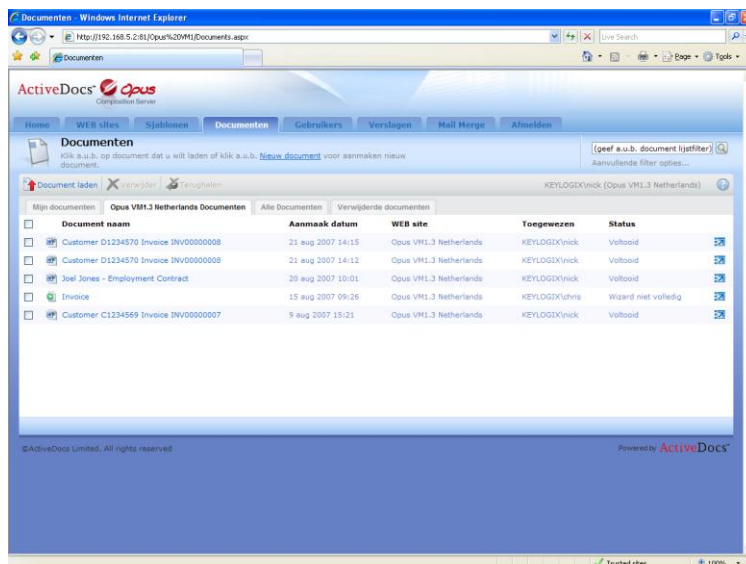 Documenten - Windows Internet Explorer
http://192.168.5.2:81/Opus%20VM1/Documents.aspx
Live Search
Documenten
Page
Tools
ActiveDocs Opus
Composition Server
Home WEB sites Sjablonen Documenten Gebruikers Verslagen Mail Merge Afmelden
Documenten
Klik a.u.b. op document dat u wilt laden of klik a.u.b. Nieuw document voor aanmaken nieuw
document.
(geef a.u.b. document lijstfilter)
Aanvullende filter opties...
Document laden Verwijder Terughalen KEYLOGIX\nick (Opus VM1.3 Netherlands)
Mijn documenten Opus VM1.3 Netherlands Documenten Alle Documenten Verwijderde documenten
Document naam Aanmaak datum WEB site Toegewezen Status
Customer D1234570 Invoice INV00000008 21 aug 2007 14:15 Opus VM1.3 Netherlands KEYLOGIX\nick Voltooid
Customer D1234570 Invoice INV00000008 21 aug 2007 14:12 Opus VM1.3 Netherlands KEYLOGIX\nick Voltooid
Joel Jones - Employment Contract 20 aug 2007 10:01 Opus VM1.3 Netherlands KEYLOGIX\nick Voltooid
Invoice 15 aug 2007 09:26 Opus VM1.3 Netherlands KEYLOGIX\chris Wizard niet volledig
Customer C1234569 Invoice INV00000007 9 aug 2007 15:21 Opus VM1.3 Netherlands KEYLOGIX\nick Voltooid
©ActiveDocs Limited. All rights reserved
Powered by ActiveDocs
Trusted sites 100%